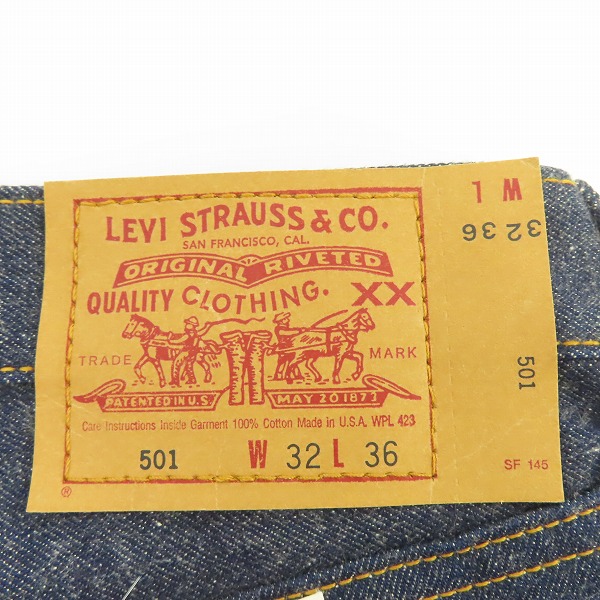 LEVI STRAUSS & CO.
SAN FRANCISCO, CAL.
ORIGINAL RIVETED
QUALITY CLOTHING. XX
TRADE MARK
PATENTED IN U.S. MAY 20 1873
Care Instructions Inside Garment 100% Cotton Made in U.S.A. WPL 423
501 W 32 L 36
®
W L
32 36
501
SF 145